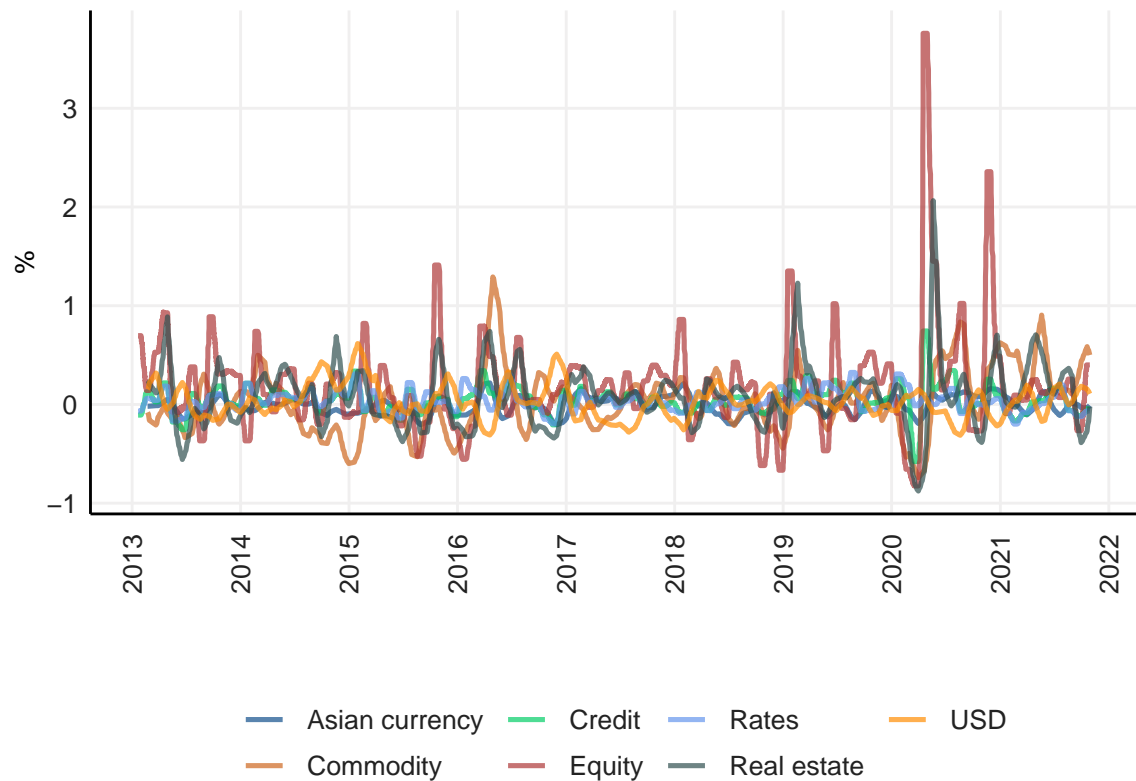 %
3
2
1
0
−1
2013
2014
2015
2016
2017
2018
2019
2020
2021
2022
Asian currency
Credit
Rates
USD
Commodity
Equity
Real estate